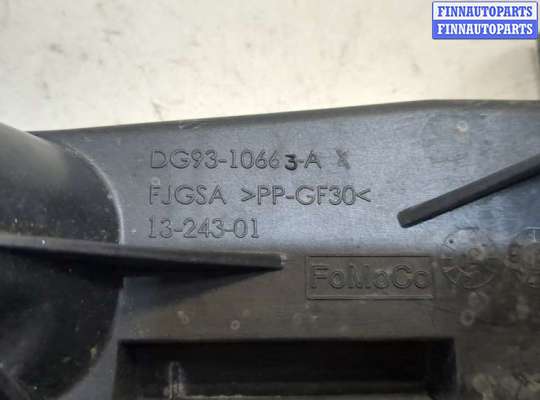 FINNAUTOPARTS
FINNAUTOPARTS
DG93-10663-A X
FJGSA >PP-GF30<
13-243-01
FoMoCo